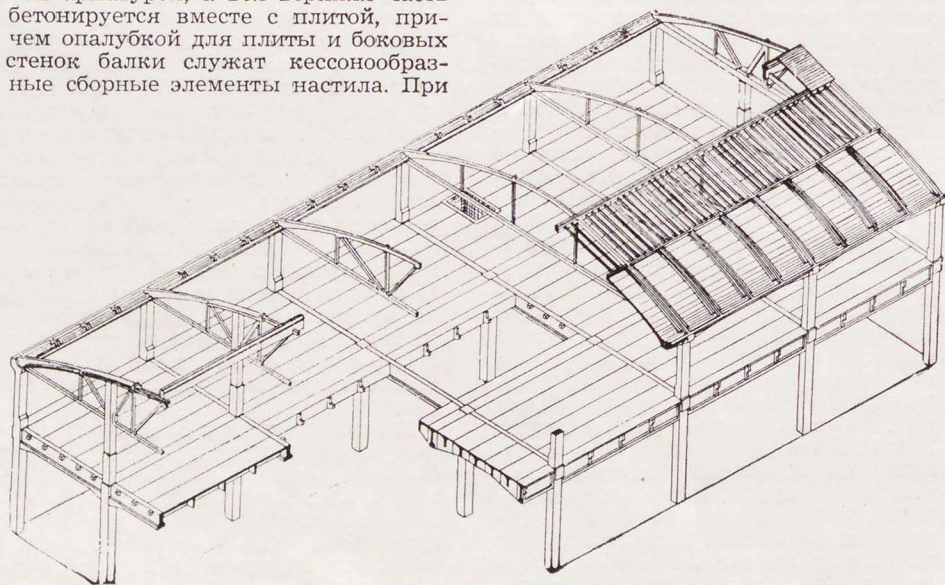 бетонируется вместе с плитой, при-
чем опалубкой для плиты и боковых
стенок балки служат кессонообраз-
ные сборные элементы настила. При